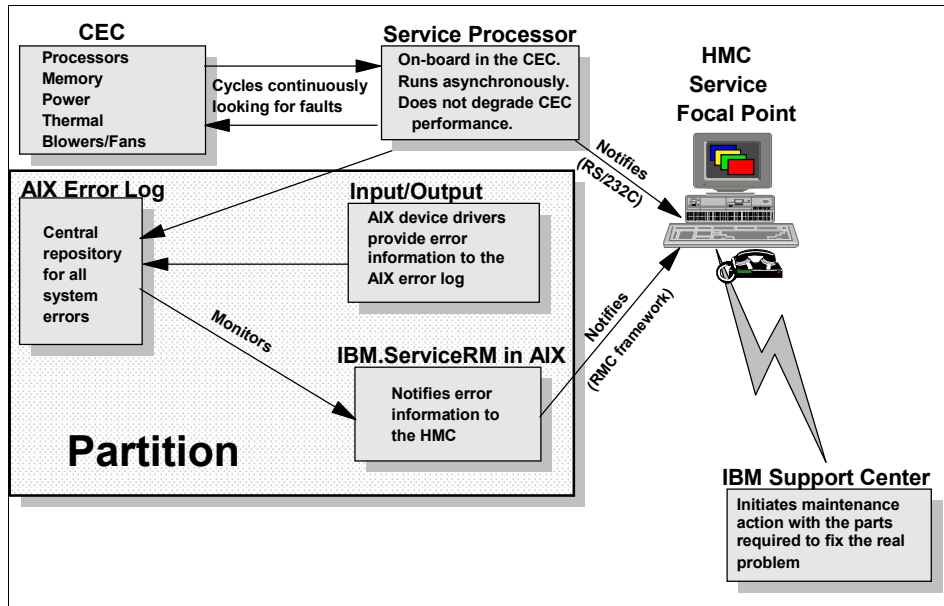 CEC
Processors
Memory
Power
Thermal
Blowers/Fans
Cycles continuously
looking for faults
Service Processor
On-board in the CEC.
Runs asynchronously.
Does not degrade CEC
performance.
HMC
Service
Focal Point
Notifies
(RS/232C)
AIX Error Log
Central
repository
for all
system
errors
Input/Output
AIX device drivers
provide error
information to the
AIX error log
Monitors
IBM.ServiceRM in AIX
Notifies error
information to
the HMC
Notifies
(RMC framework)
Partition
IBM Support Center
Initiates maintenance
action with the parts
required to fix the real
problem